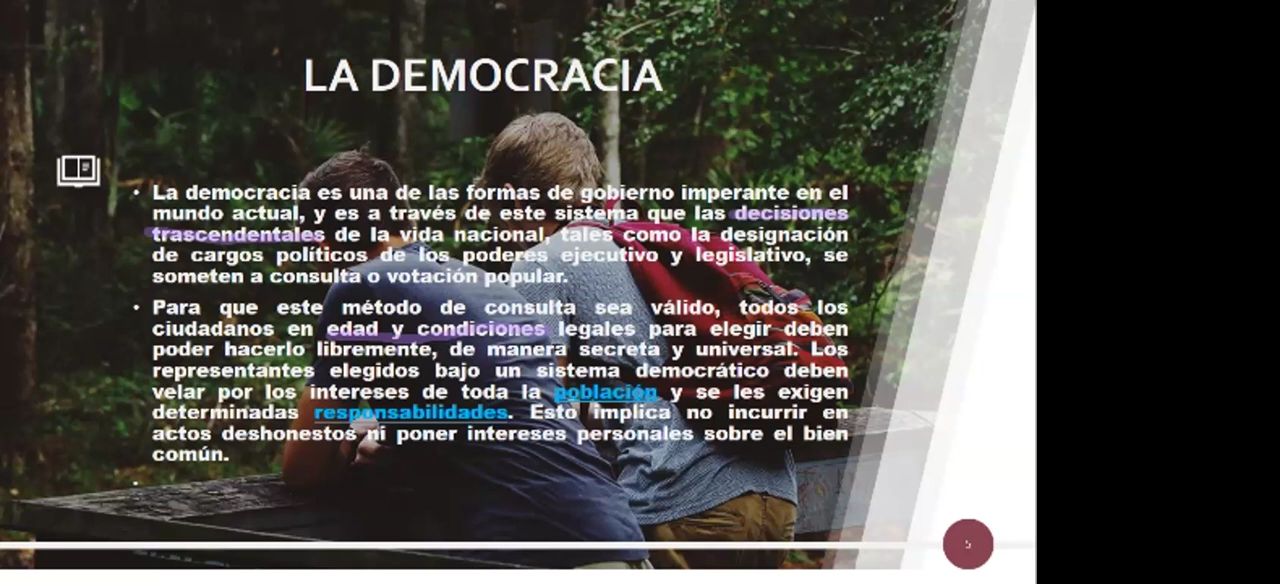 LA DEMOCRACIA
• La democracia es una de las formas de gobierno imperante en el
mundo actual, y es a través de este sistema que las decisiones
trascendentales de la vida nacional, tales como la designación
de cargos políticos de los poderes ejecutivo y legislativo, se
someten a consulta o votación popular.
• Para que este método de consulta sea válido, todos los
ciudadanos en edad y condiciones legales para elegir deben
poder hacerlo libremente, de manera secreta y universal. Los
representantes elegidos bajo un sistema democrático deben
velar por los intereses de toda la población y se les exigen
determinadas responsabilidades. Esto implica no incurrir en
actos deshonestos ni poner intereses personales sobre el bien
común.
5